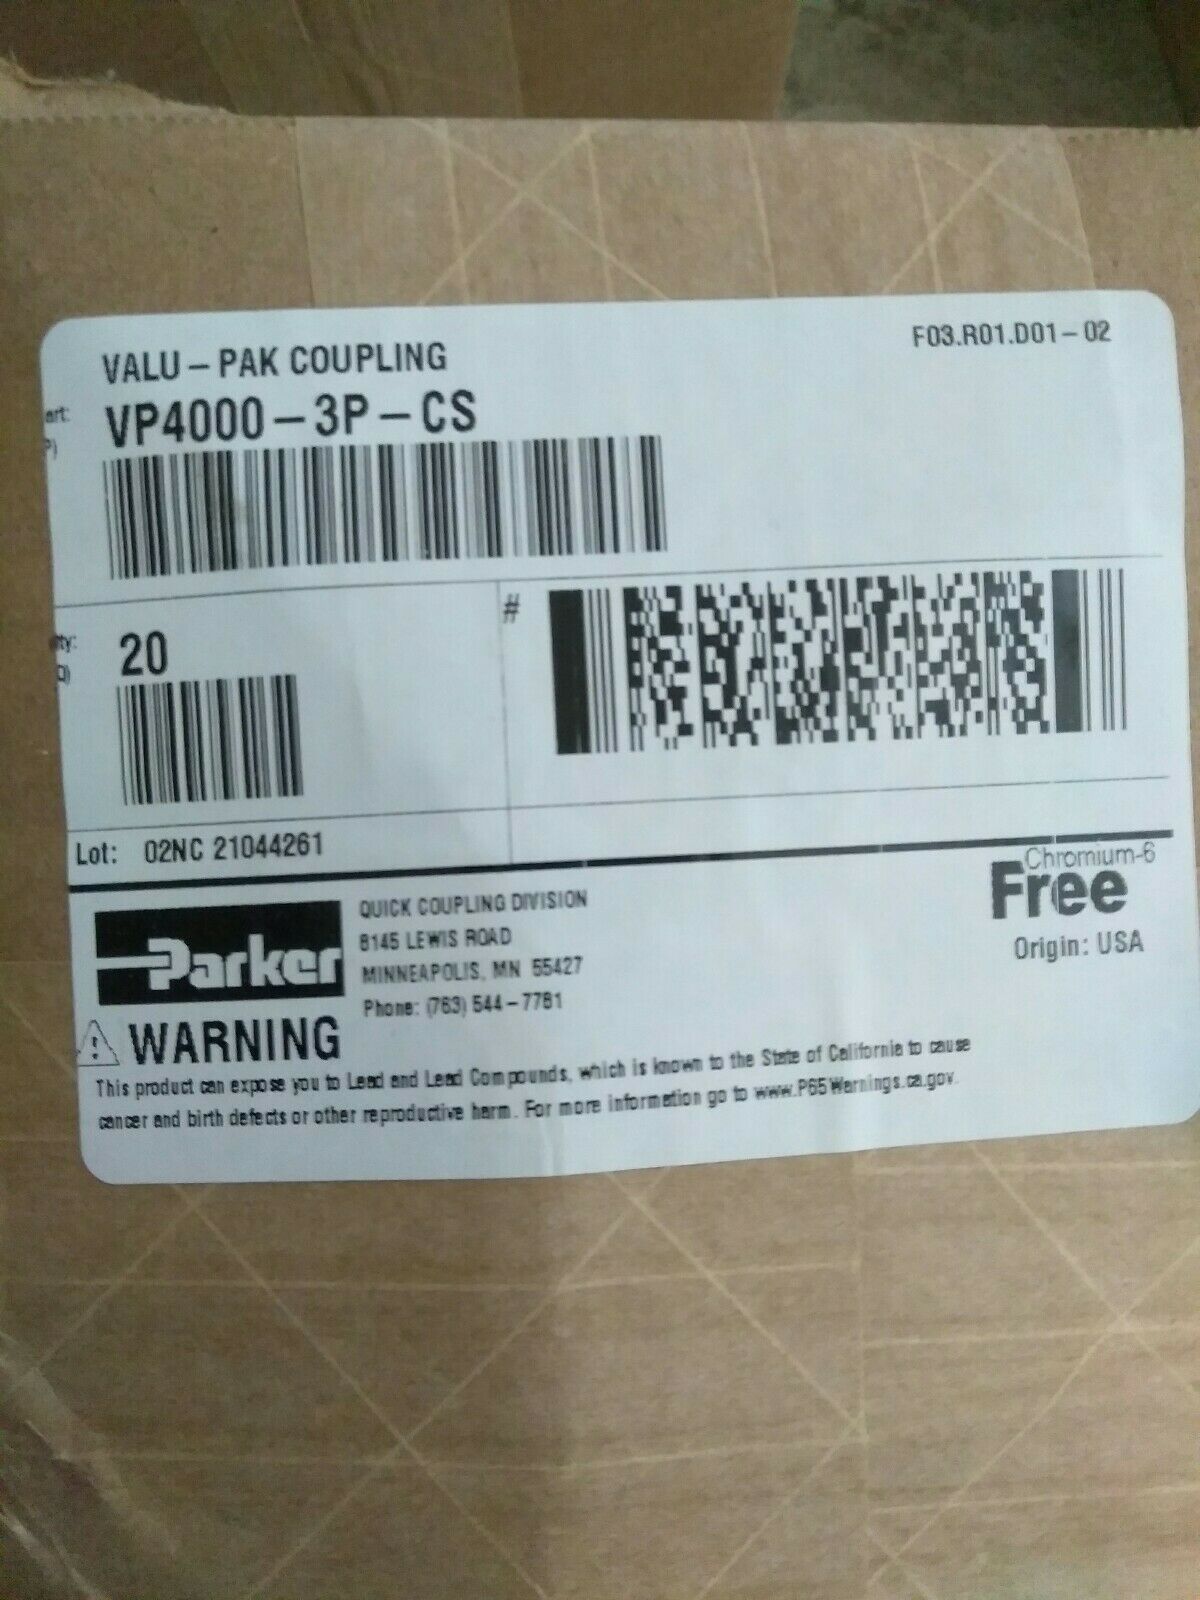 VALU-PAK COUPLING
F03.R01.D01-02
art:
VP4000-3P-CS
P)
ty:
20
Q)
#
Lot: 02NC 21044261
Chromium-6
Free
Origin: USA
Parker
QUICK COUPLING DIVISION
8145 LEWIS ROAD
MINNEAPOLIS, MN 55427
Phone: (763) 544-7781
WARNING
This product can expose you to Lead and Lead Compounds, which is known to the State of California to cause
cancer and birth defects or other reproductive harm. For more information go to www.P65Warnings.ca.gov.